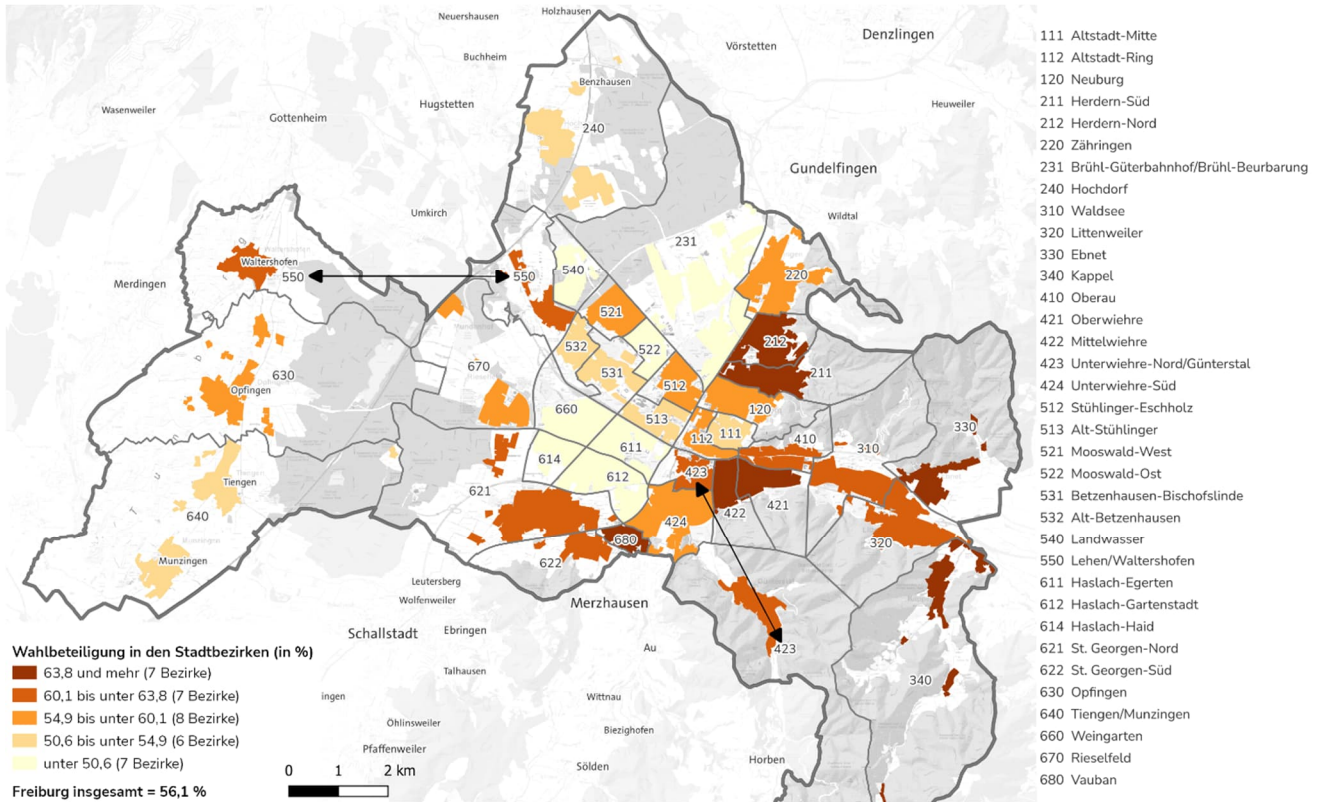 Neuershausen
Holzhausen
Denzlingen
Vörstetten
Buchheim
Benzhausen
Wasenweiler
Hugstetten
Heuweiler
Gottenheim
240
Gundelfingen
Umkirch
Wildtal
231
Waltershofen
550
550
540
220
Merdingen
521
212
532
522
211
670
531
512
630
Opfingen
660
513
120
112
111
410
330
310
611
614
612
423
Tiengen
621
422
421
640
424
680
320
Munzingen
622
Leutersberg
Wolfenweiler
Merzhausen
Schallstadt
Ebringen
Au
423
Talhausen
340
ingen
Wittnau
Öhlinsweiler
Biezighofen
Pfaffenweiler
Sölden
Horben
Wahlbeteiligung in den Stadtbezirken (in %)
63,8 und mehr (7 Bezirke)
60,1 bis unter 63,8 (7 Bezirke)
54,9 bis unter 60,1 (8 Bezirke)
50,6 bis unter 54,9 (6 Bezirke)
unter 50,6 (7 Bezirke)
Freiburg insgesamt = 56,1 %
0 1 2 km
111 Altstadt-Mitte
112 Altstadt-Ring
120 Neuburg
211 Herdern-Süd
212 Herdern-Nord
220 Zähringen
231 Brühl-Güterbahnhof/Brühl-Beurbarung
240 Hochdorf
310 Waldsee
320 Littenweiler
330 Ebnet
340 Kappel
410 Oberau
421 Oberwiehre
422 Mittelwiehre
423 Unterwiehre-Nord/Günterstal
424 Unterwiehre-Süd
512 Stühlinger-Eschholz
513 Alt-Stühlinger
521 Mooswald-West
522 Mooswald-Ost
531 Betzenhausen-Bischofslinde
532 Alt-Betzenhausen
540 Landwasser
550 Lehen/Waltershofen
611 Haslach-Egerten
612 Haslach-Gartenstadt
614 Haslach-Haid
621 St. Georgen-Nord
622 St. Georgen-Süd
630 Opfingen
640 Tiengen/Munzingen
660 Weingarten
670 Rieselfeld
680 Vauban